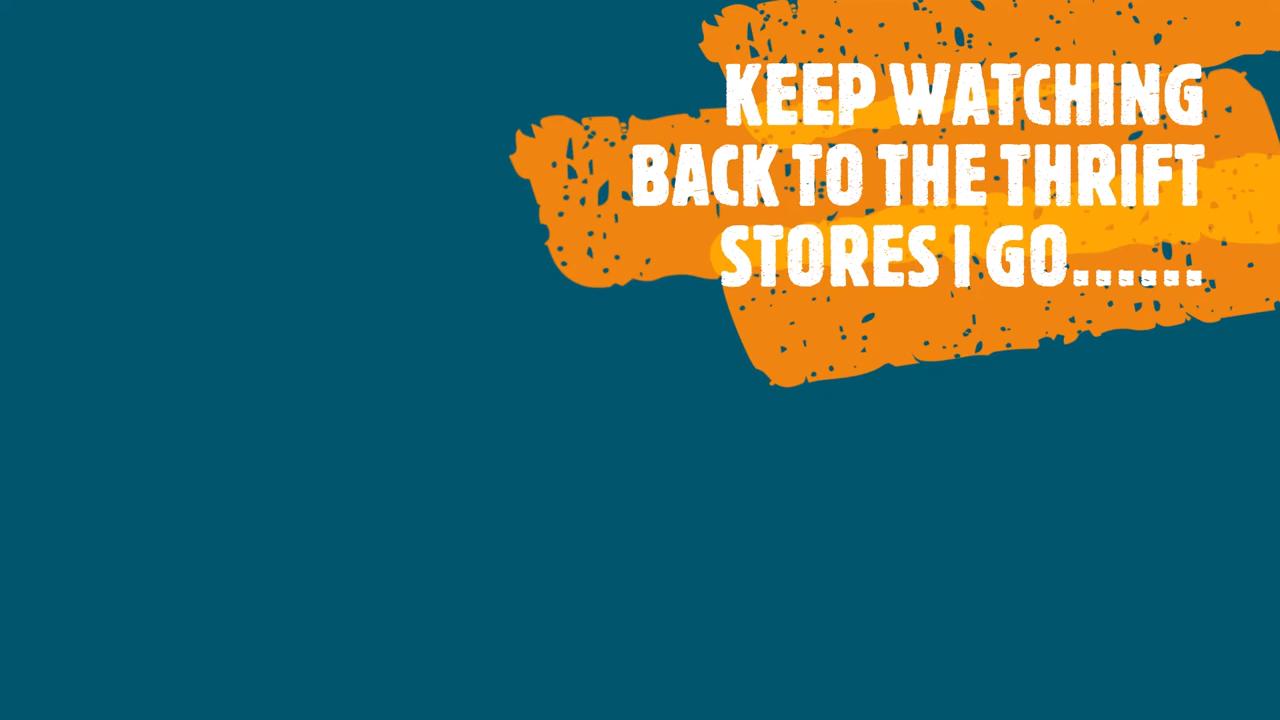 KEEP WATCHING
BACK TO THE THRIFT
STORES I GO......